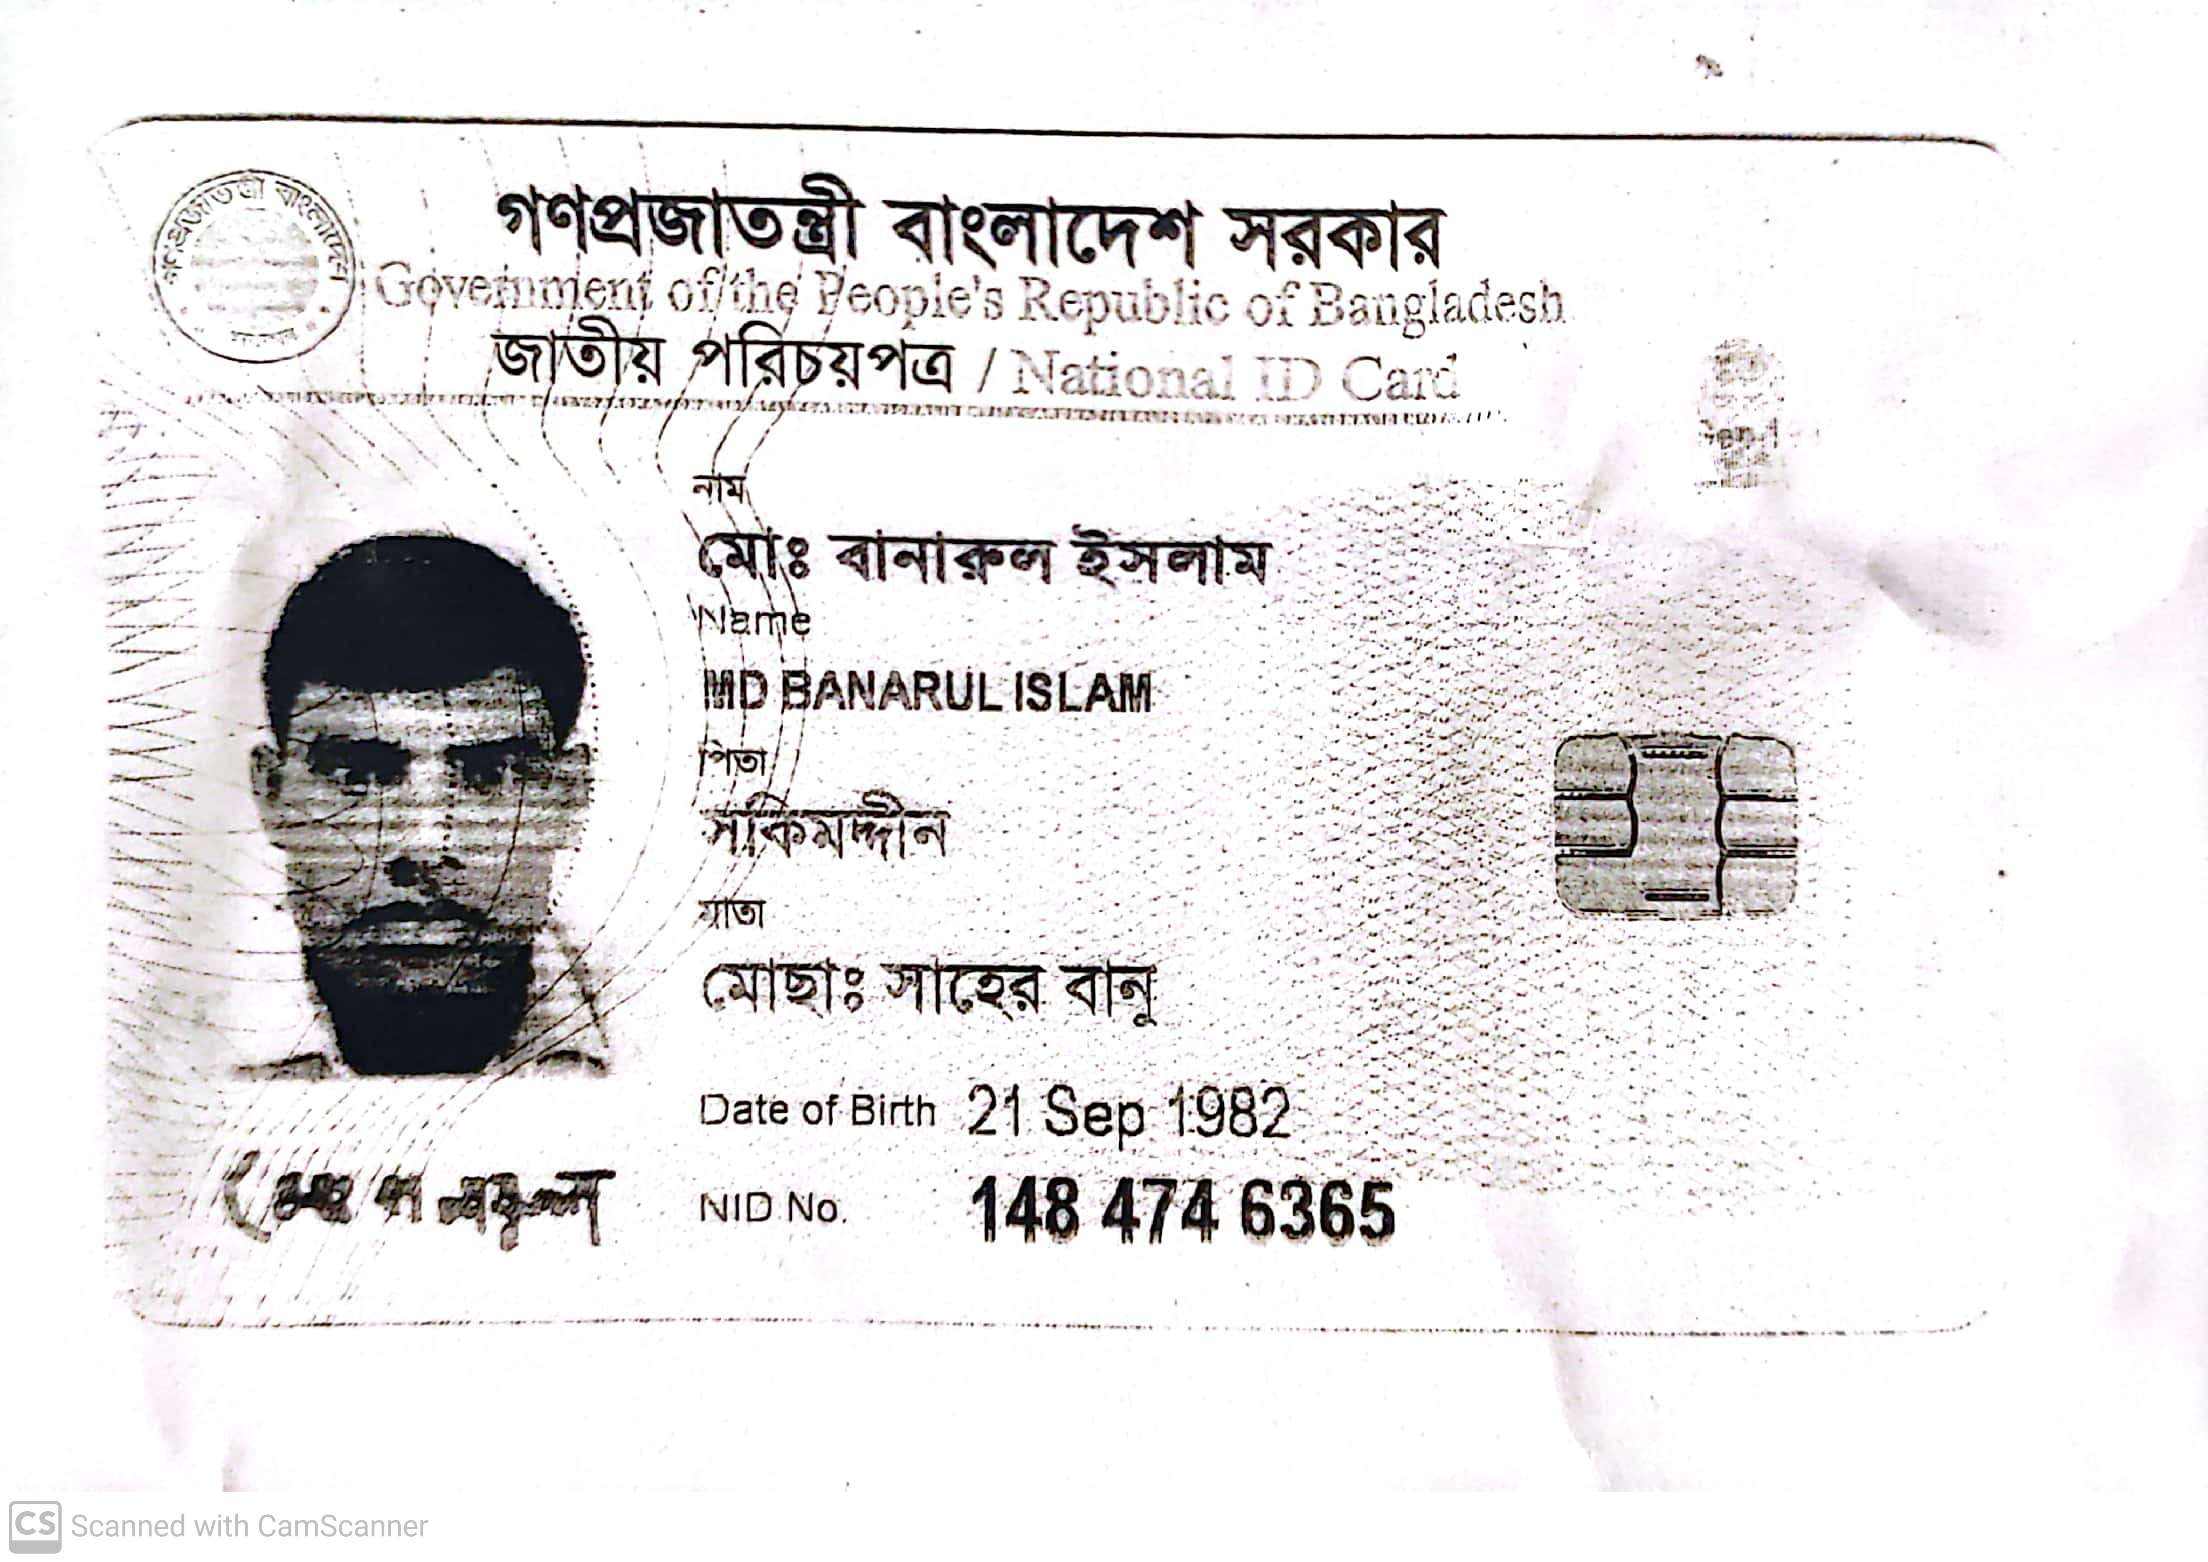 গণপ্রজাতন্ত্রী বাংলাদেশ সরকার
Government of the People's Republic of Bangladesh
জাতীয় পরিচয়পত্র / National ID Card
নাম
মোঃ বানারুল ইসলাম
Name
MD BANARUL ISLAM
পিতা
সকিমদ্দীন
মাতা
মোছাঃ সাহের বানু
Date of Birth 21 Sep 1982
NID No. 148 474 6365
CS Scanned with CamScanner